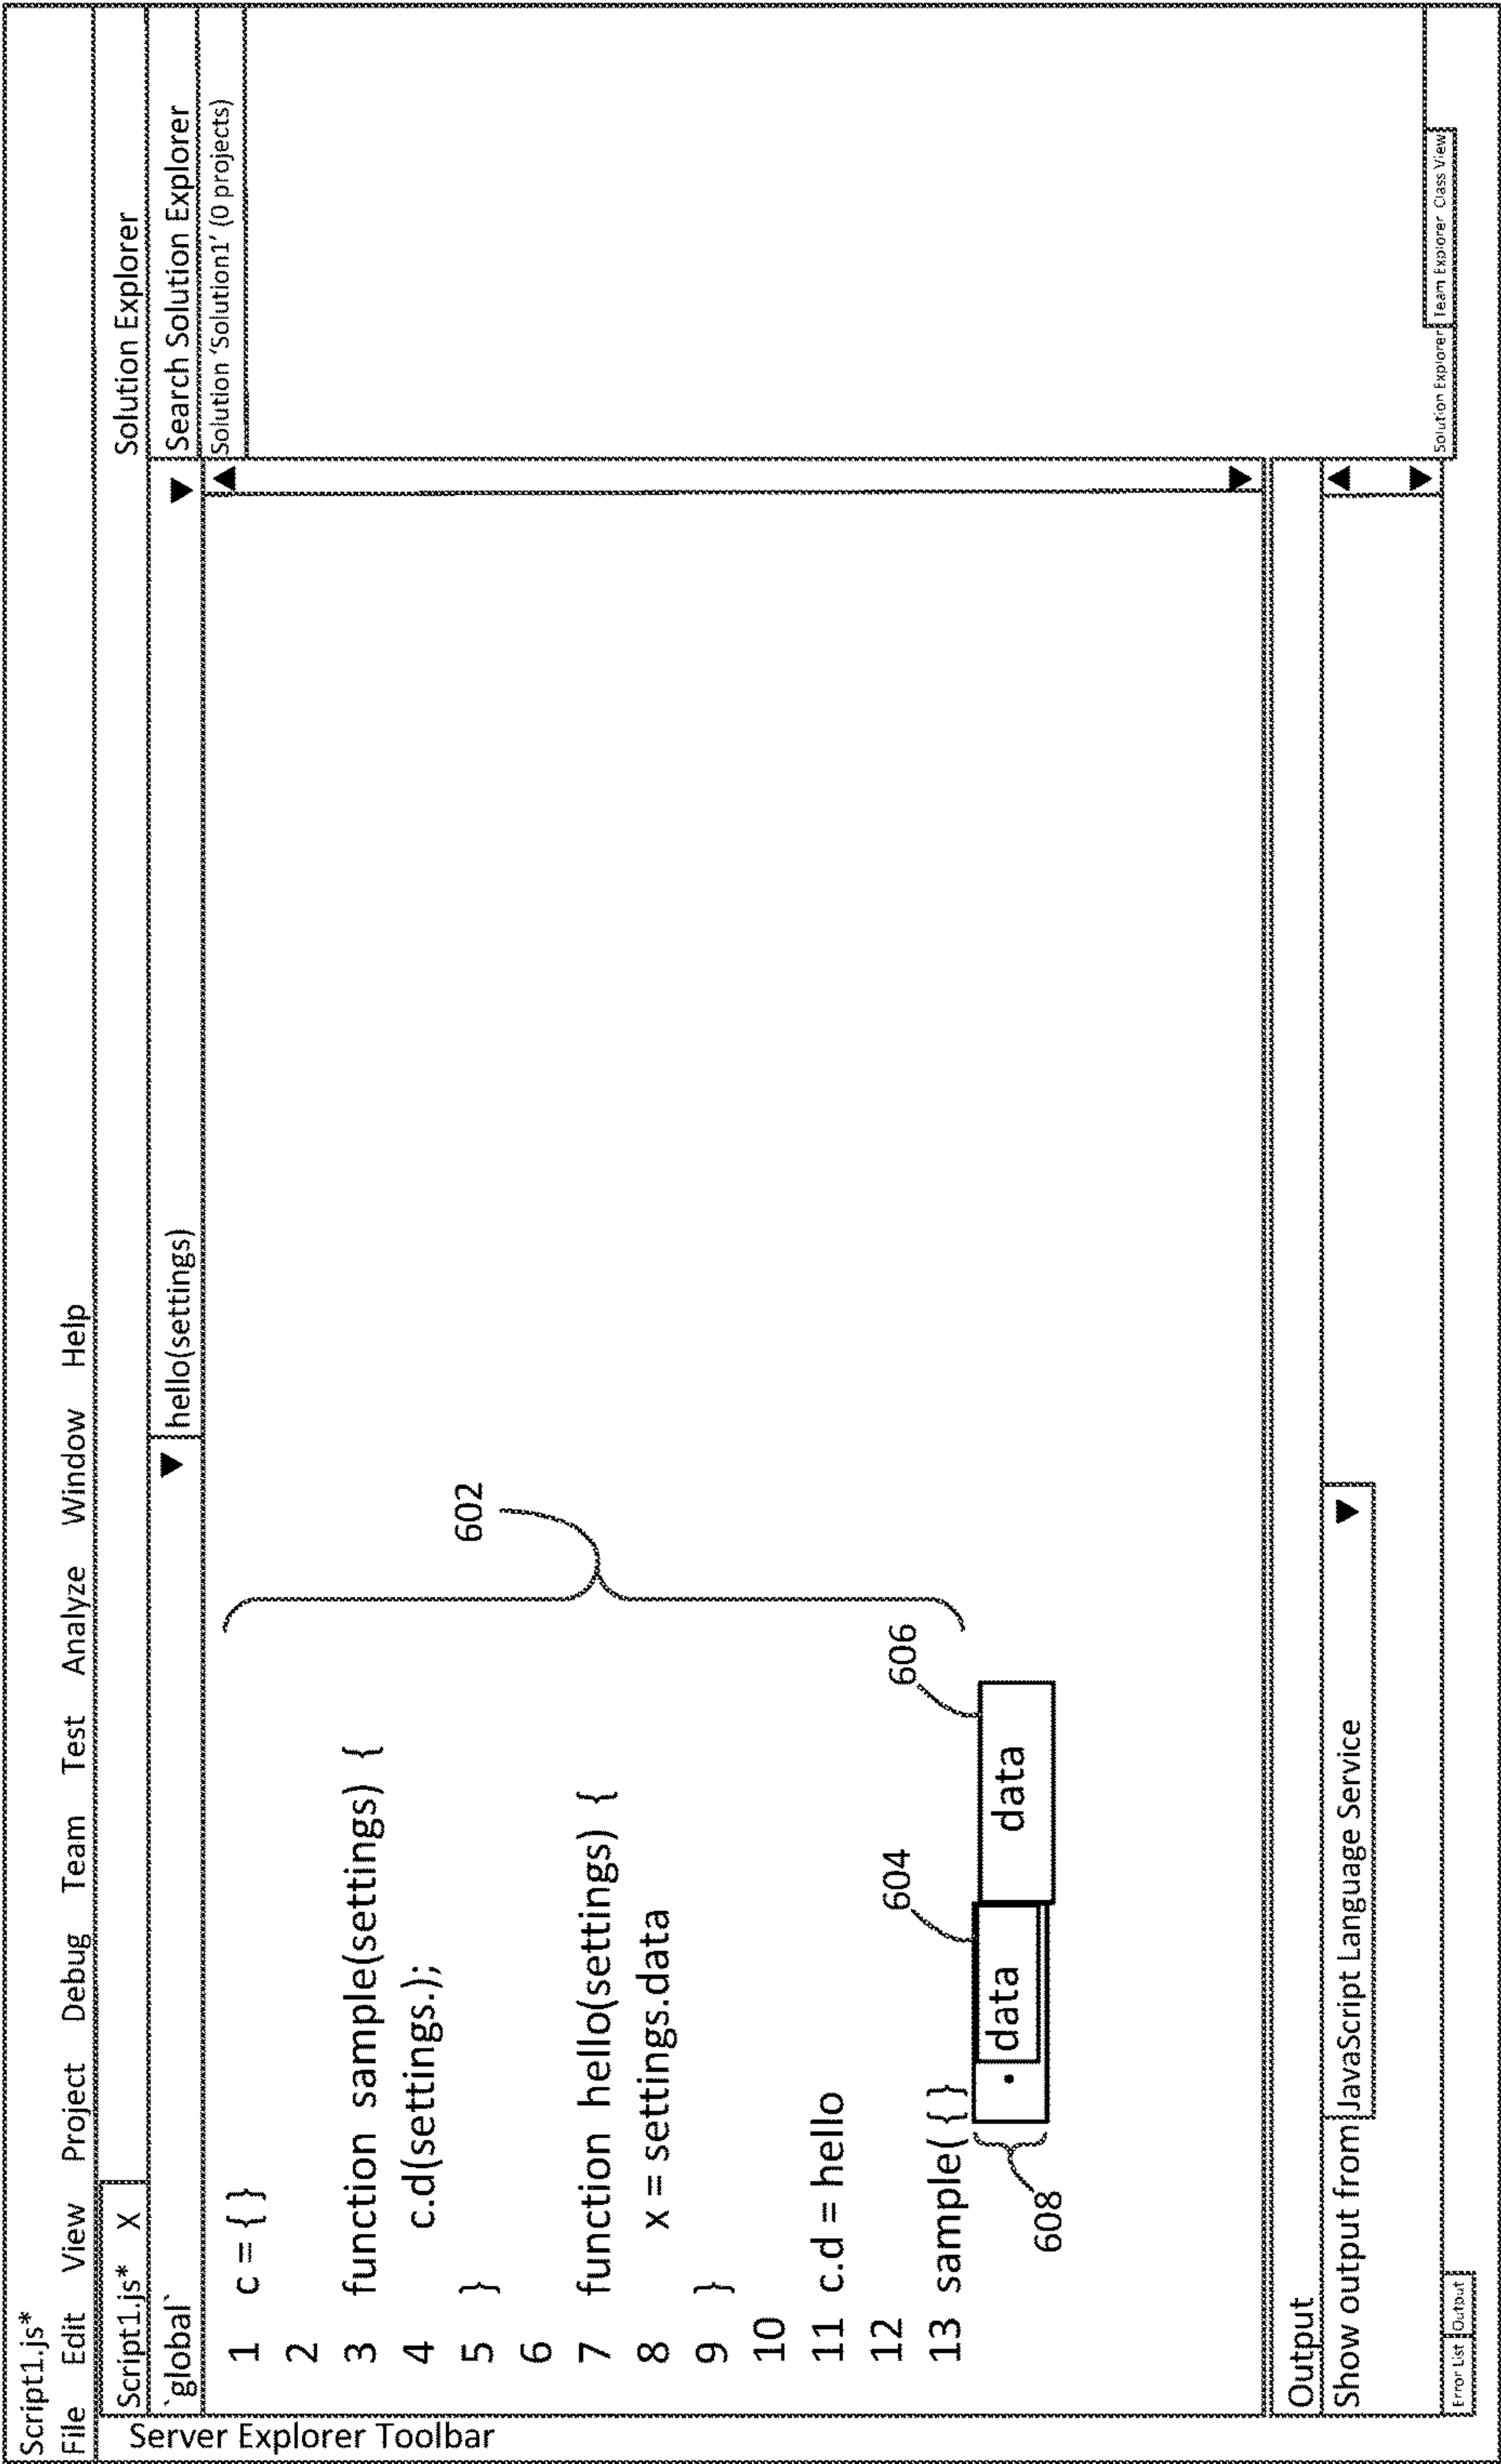 Script1.js*
File Edit View Project Debug Team Test Analyze Window Help
Solution Explorer
Script1.js* X
Server Explorer Toolbar
`global`
hello(settings)
Search Solution Explorer
Solution ‘Solution1’ (0 projects)
1 c = { }
2
3 function sample(settings) {
4 c.d(settings.);
5 }
6
7 function hello(settings) {
8 x = settings.data
9 }
10
11 c.d = hello
12
13 sample( { }
602
604
606
608
• data
data
Output
Show output from JavaScript Language Service
Solution Explorer Team Explorer Class View
Error List Output